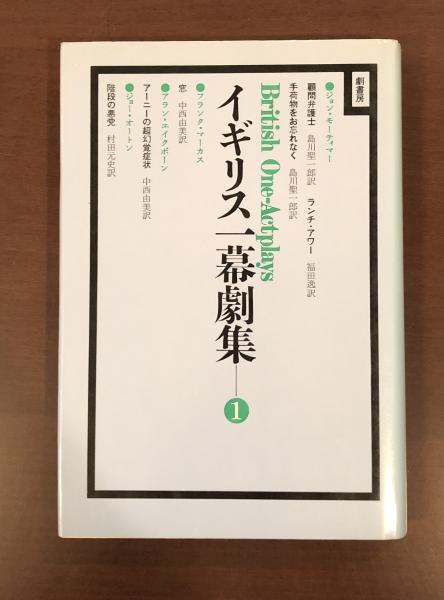 劇書房
●ジョン・モーティマー
顧問弁護士 島川聖一郎訳 ランチ・アワー 福田逸訳
手荷物をお忘れなく 島川聖一郎訳
British One-Actplays
イギリス一幕劇集―1
●フランク・マーカス
窓 中西由美訳
●アラン・エイクボーン
アーニーの超幻覚症状 中西由美訳
●ジョー・オートン
階段の悪党 村田元史訳